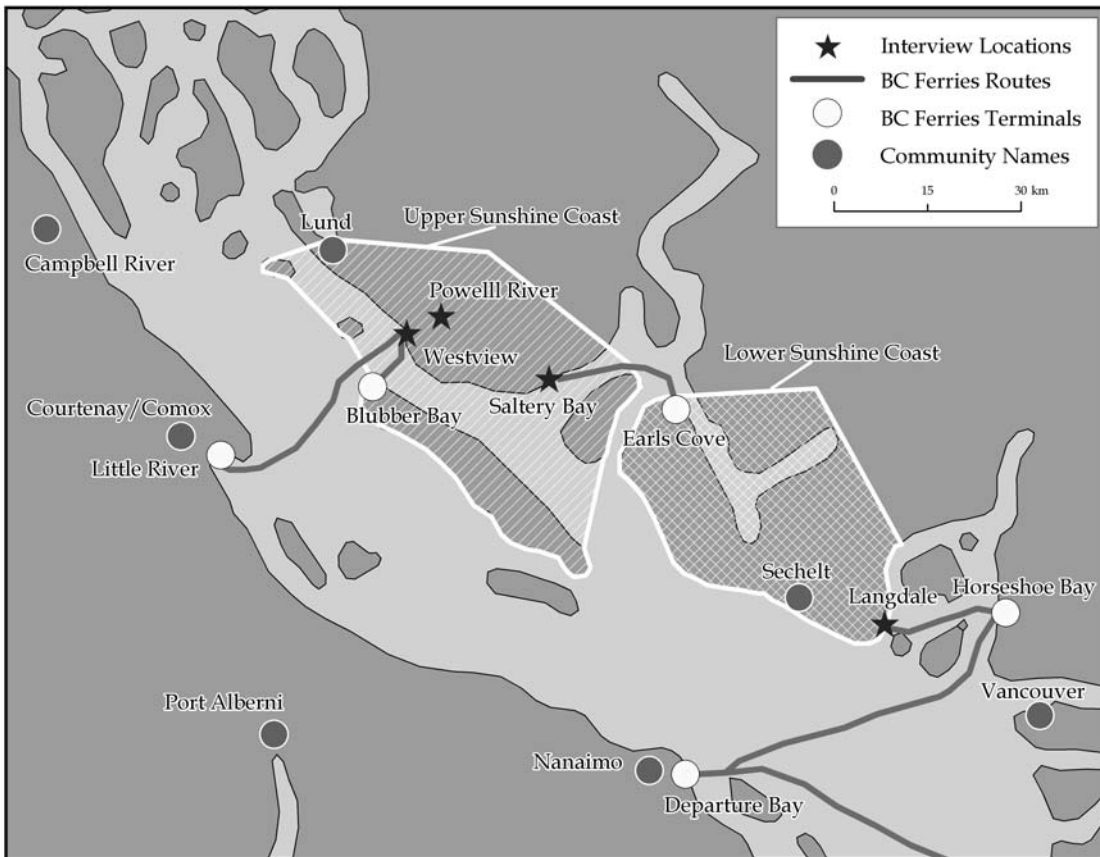 Interview Locations
BC Ferries Routes
BC Ferries Terminals
Community Names
0 15 30 km
Upper Sunshine Coast
Lund
Campbell River
Powelll River
Westview
Lower Sunshine Coast
Saltery Bay
Blubber Bay
Courtenay/Comox
Earls Cove
Little River
Sechelt
Langdale
Horseshoe Bay
Port Alberni
Vancouver
Nanaimo
Departure Bay